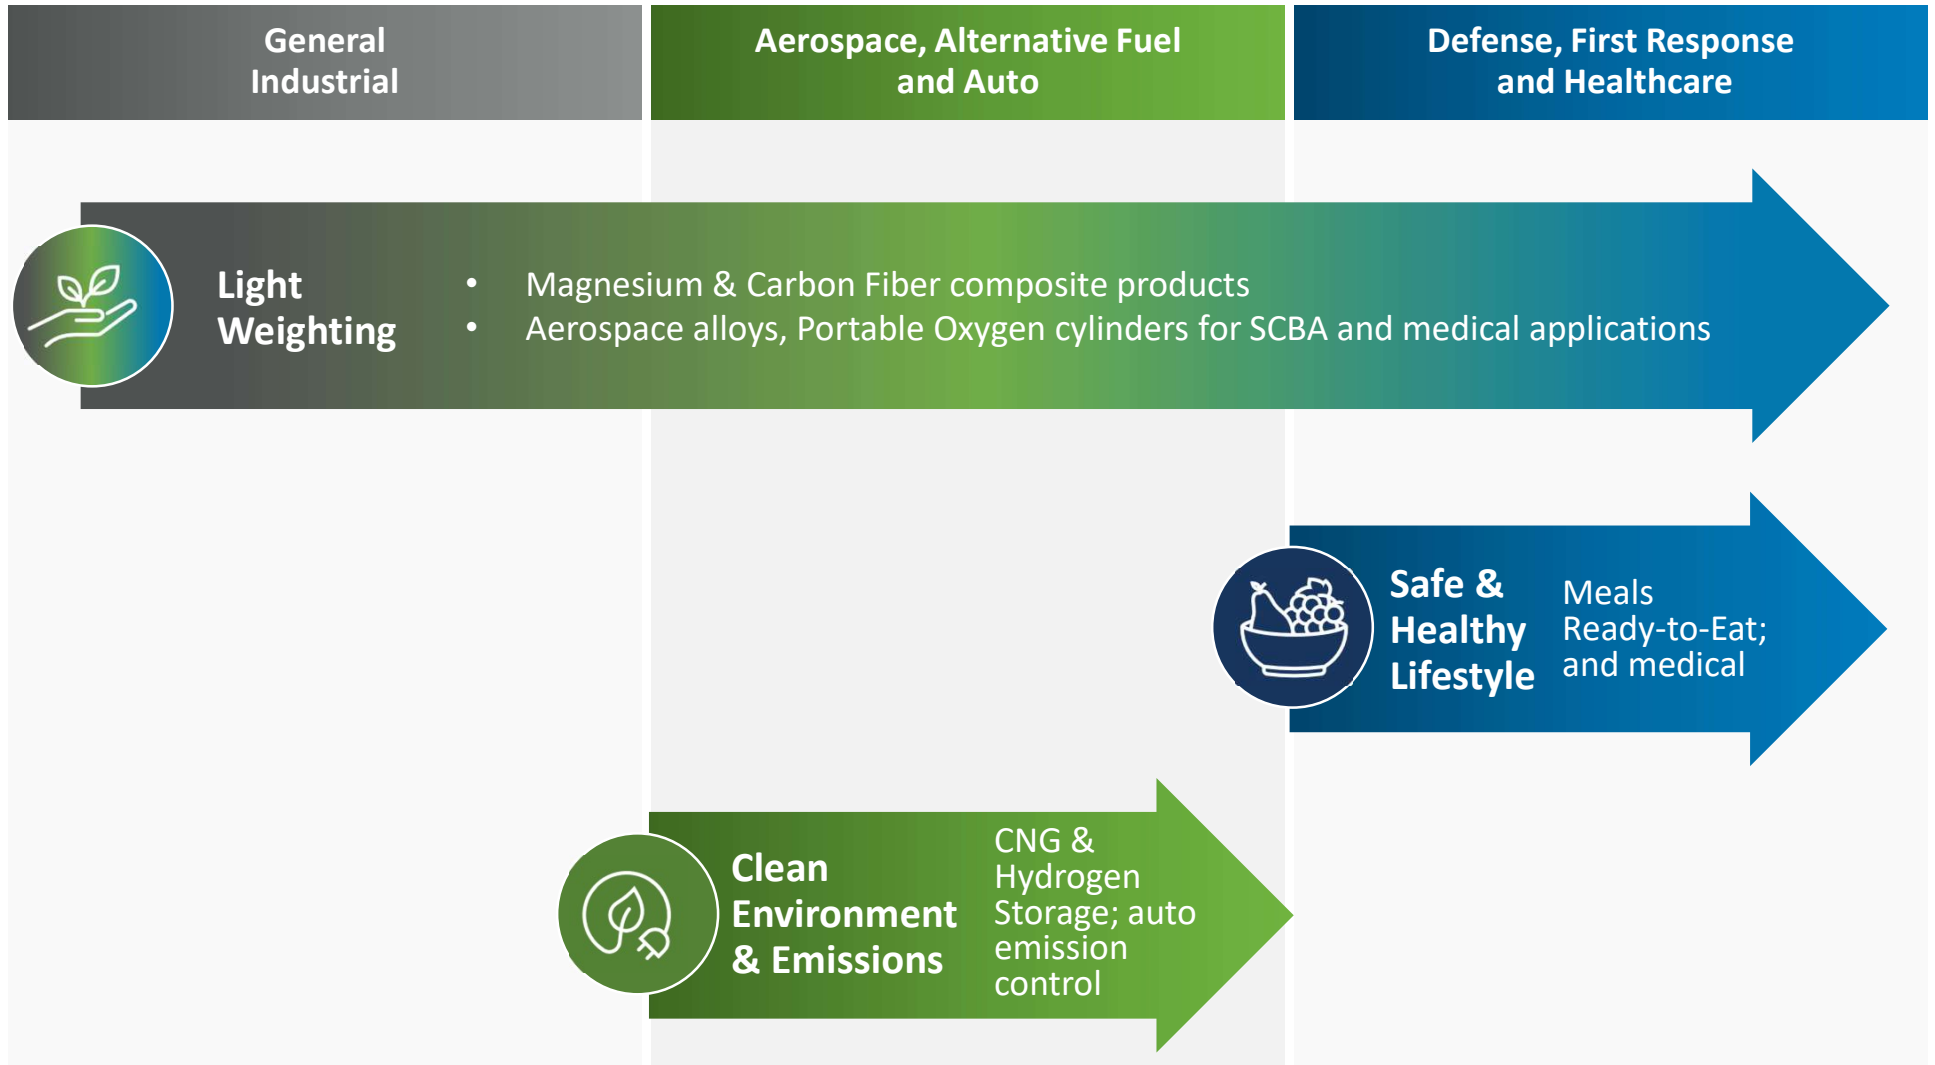 General
Industrial
Aerospace, Alternative Fuel
and Auto
Defense, First Response
and Healthcare
Light
Weighting
• Magnesium & Carbon Fiber composite products
• Aerospace alloys, Portable Oxygen cylinders for SCBA and medical applications
Safe &
Healthy
Lifestyle
Meals
Ready-to-Eat;
and medical
Clean
Environment
& Emissions
CNG &
Hydrogen
Storage; auto
emission
control